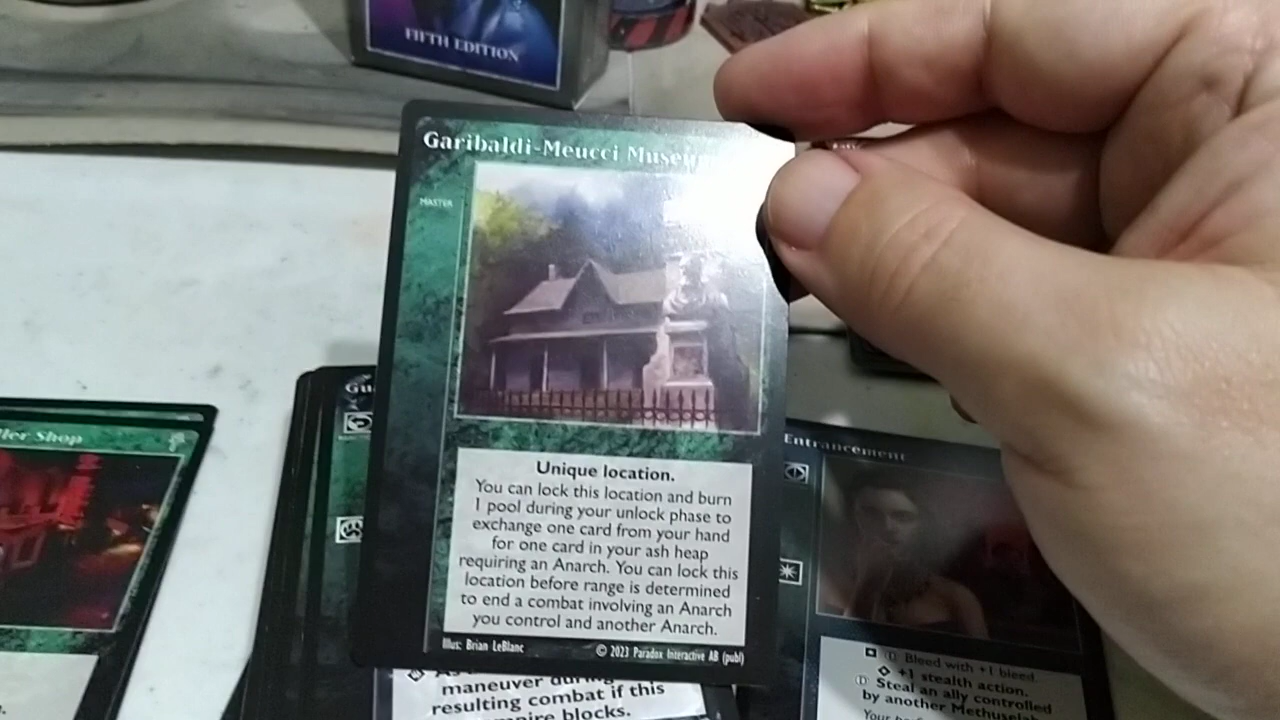 FIFTH EDITION
Garibaldi-Meucci Museum
MASTER
Unique location.
You can lock this location and burn
1 pool during your unlock phase to
exchange one card from your hand
for one card in your ash heap
requiring an Anarch. You can lock this
location before range is determined
to end a combat involving an Anarch
you control and another Anarch.
Illus: Brian LeBlanc
© 2023 Paradox Interactive AB (publ)
Shop
Gu
maneuver during
resulting combat if this
vampire blocks.
Entrancement
Ⓓ Bleed with +1 bleed.
+1 stealth action.
Ⓓ Steal an ally controlled
by another Methuselah